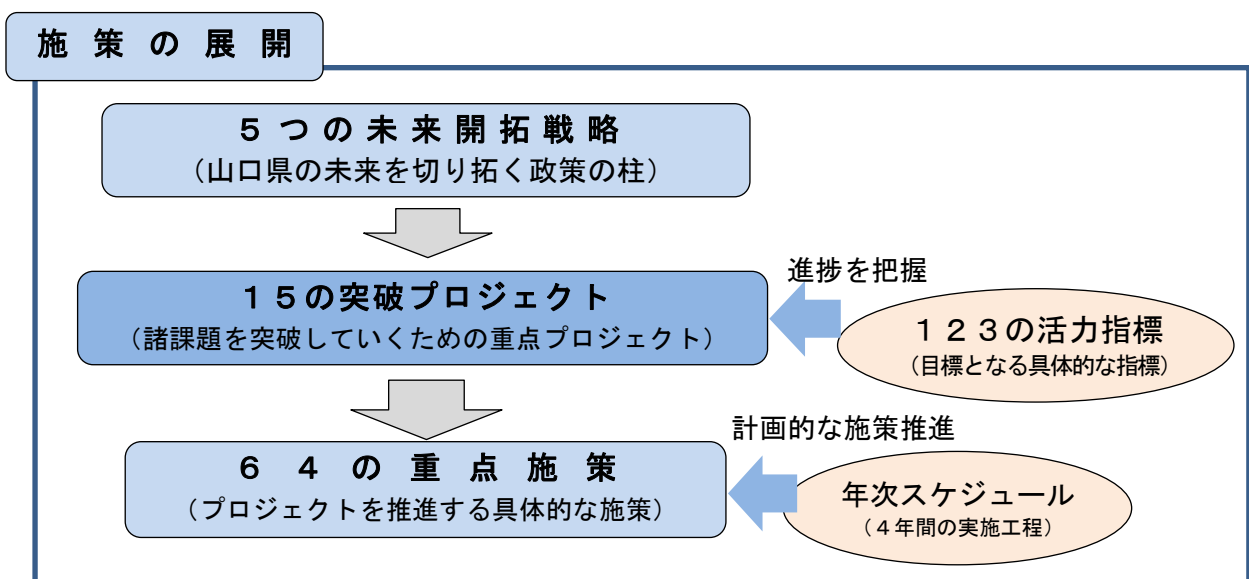 施策の展開
５つの未来開拓戦略
（山口県の未来を切り拓く政策の柱）
進捗を把握
１５の突破プロジェクト
（諸課題を突破していくための重点プロジェクト）
１２３の活力指標
（目標となる具体的な指標）
計画的な施策推進
６４の重点施策
（プロジェクトを推進する具体的な施策）
年次スケジュール
（４年間の実施工程）